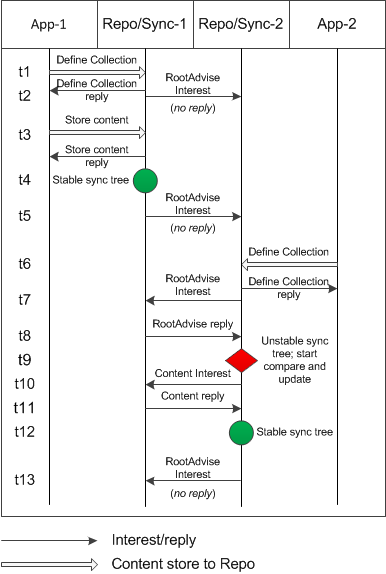 App-1 Repo/Sync-1 Repo/Sync-2 App-2
t1 Define Collection
Define Collection
reply
RootAdvise
Interest
t2
(no reply)
Store content
t3
Store content
reply
t4 Stable sync tree
RootAdvise
Interest
t5
(no reply)
Define Collection
t6
RootAdvise
Interest
Define Collection
reply
t7
t8 RootAdvise reply
t9
Unstable sync
tree; start
compare and
update
t10 Content Interest
t11 Content reply
t12 Stable sync tree
RootAdvise
Interest
t13
(no reply)
Interest/reply
Content store to Repo